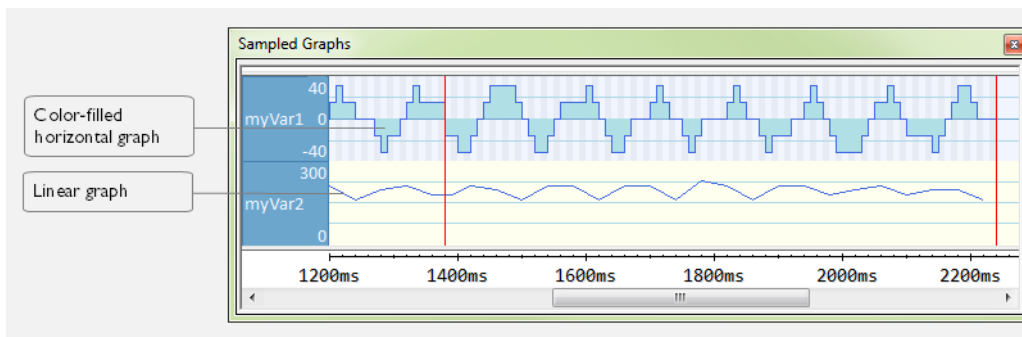 Sampled Graphs
Color-filled
horizontal graph
Linear graph
40
myVar1 0
-40
300
myVar2
0
1200ms 1400ms 1600ms 1800ms 2000ms 2200ms